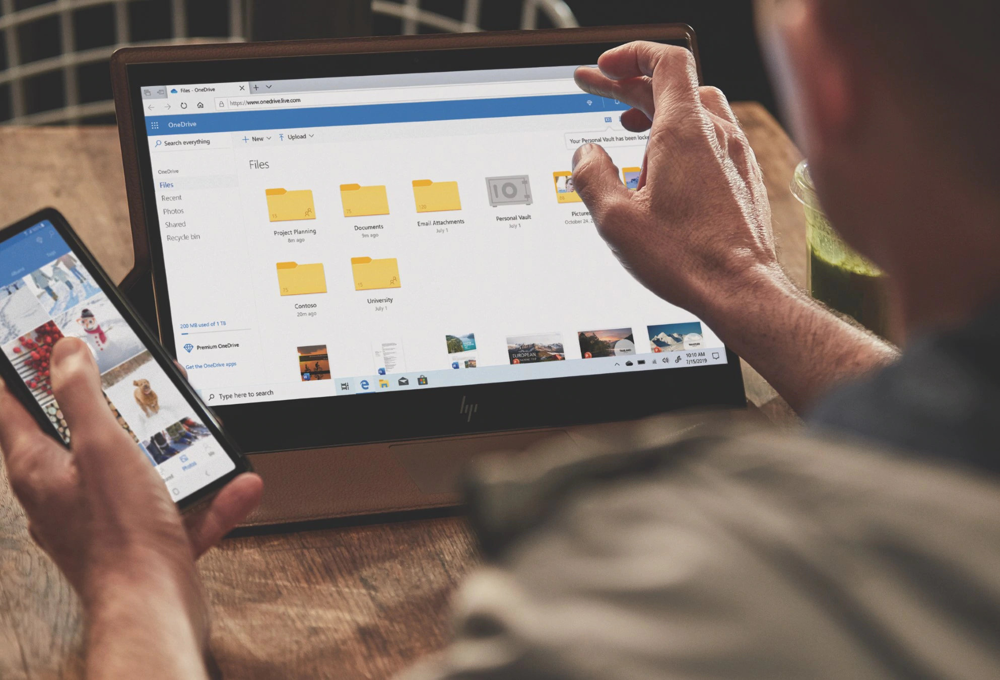 Files - OneDrive
https://www.onedrive.live.com
OneDrive
Search everything
New
Upload
Your Personal Vault has been
OneDrive
Files
Recent
Photos
Shared
Recycle bin
Files
15
Project Planning
8m ago
75
Documents
9m ago
120
Email Attachments
July 1
Personal Vault
July 1
88
Pictures
October 24,
75
Contoso
20m ago
15
University
July 1
200 MB used of 1 TB
Premium OneDrive
Get the OneDrive apps
EUROPEAN
THAILAND
Type here to search
10:10 AM
7/15/2019
hp
Photos